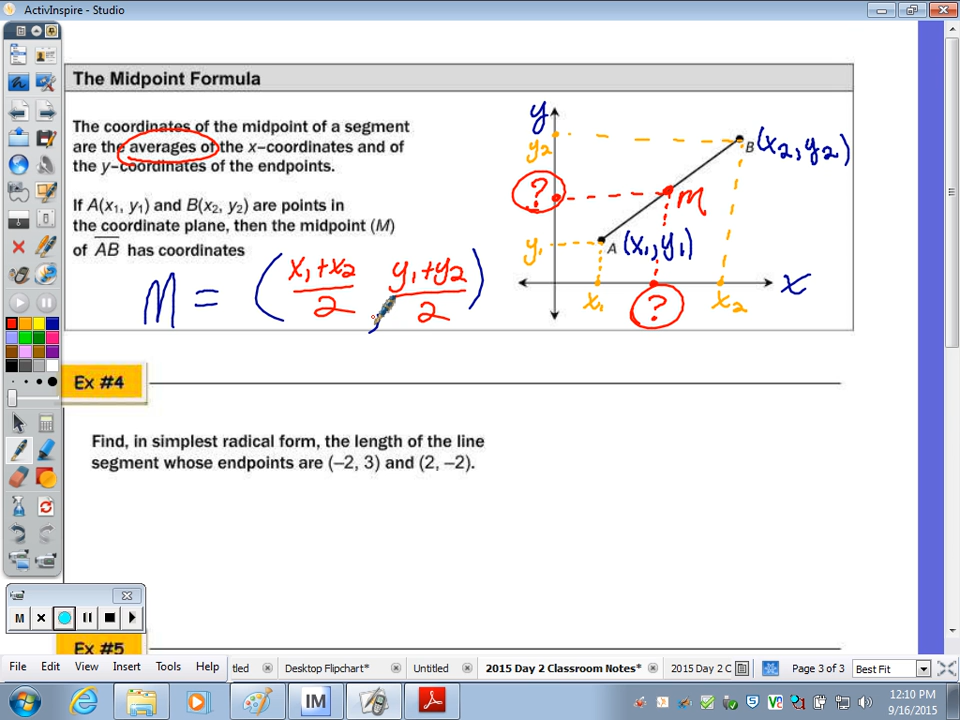 ActivInspire - Studio
The Midpoint Formula
The coordinates of the midpoint of a segment
are the averages of the x-coordinates and of
the y-coordinates of the endpoints.
If A(x₁, y₁) and B(x₂, y₂) are points in
the coordinate plane, then the midpoint (M)
of AB has coordinates
M = (x₁+x₂/2, y₁+y₂/2)
y
y₂
B (x₂, y₂)
?
M
y₁
A (x₁, y₁)
x
x₁
?
x₂
Ex #4
Find, in simplest radical form, the length of the line
segment whose endpoints are (−2, 3) and (2, −2).
M
Ex #5
File Edit View Insert Tools Help
tled Desktop Flipchart* Untitled 2015 Day 2 Classroom Notes* 2015 Day 2 C Page 3 of 3 Best Fit
IM
12:10 PM
9/16/2015